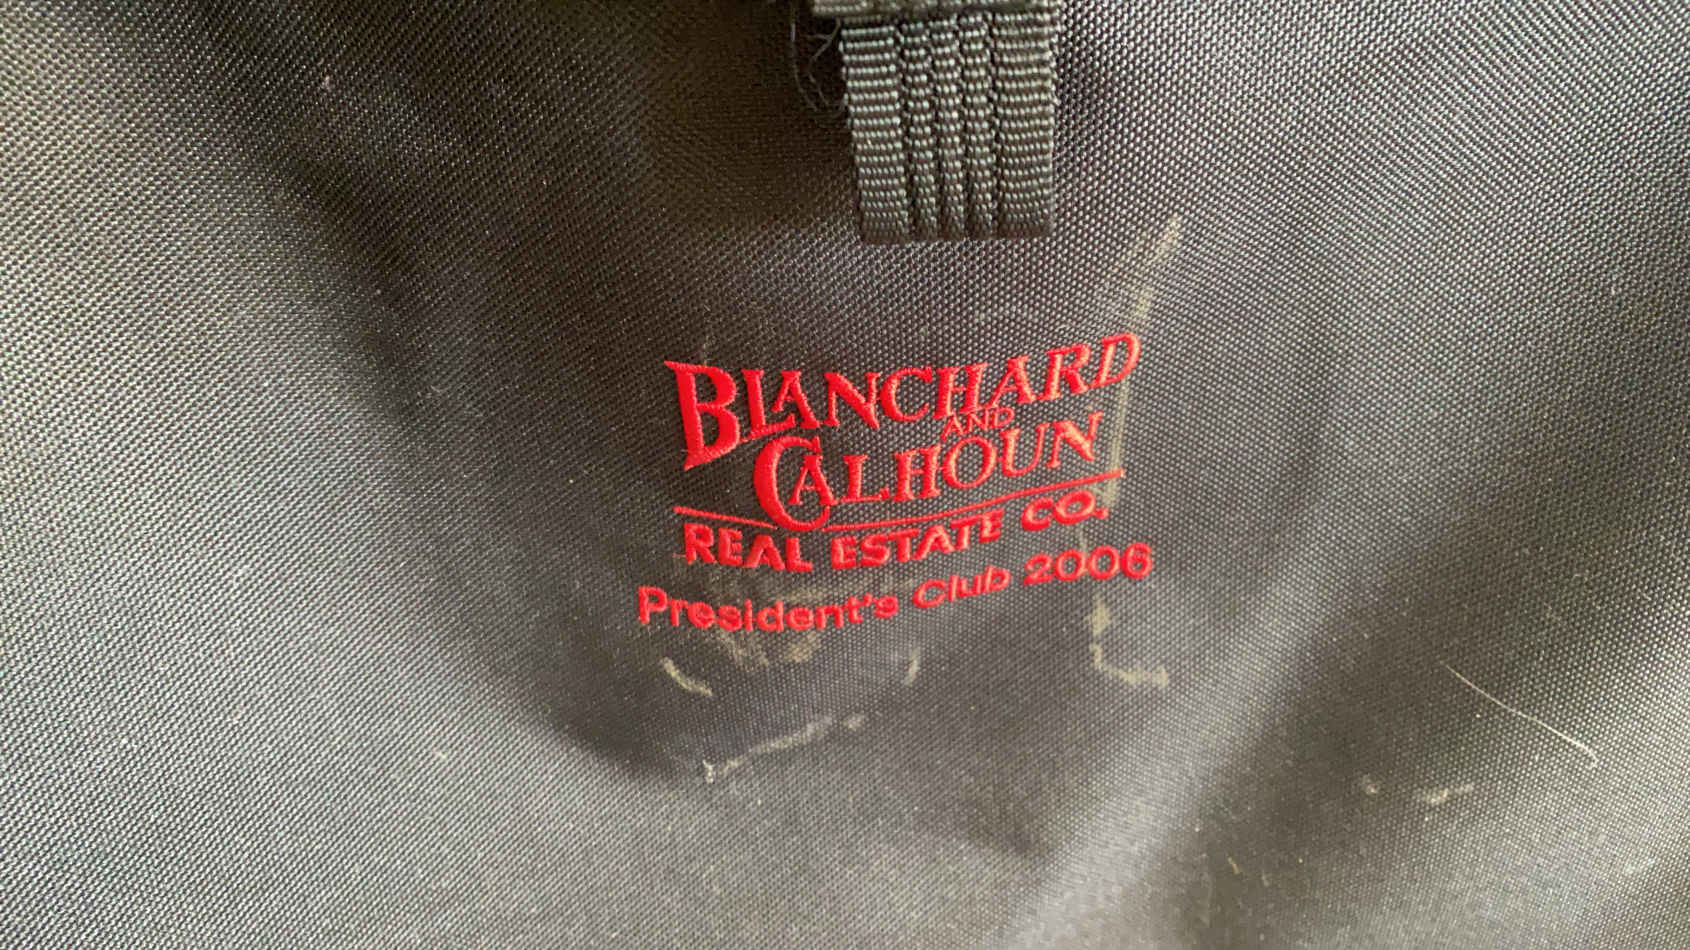 BLANCHARD
AND
CALHOUN
REAL ESTATE CO.
President's Club 2006